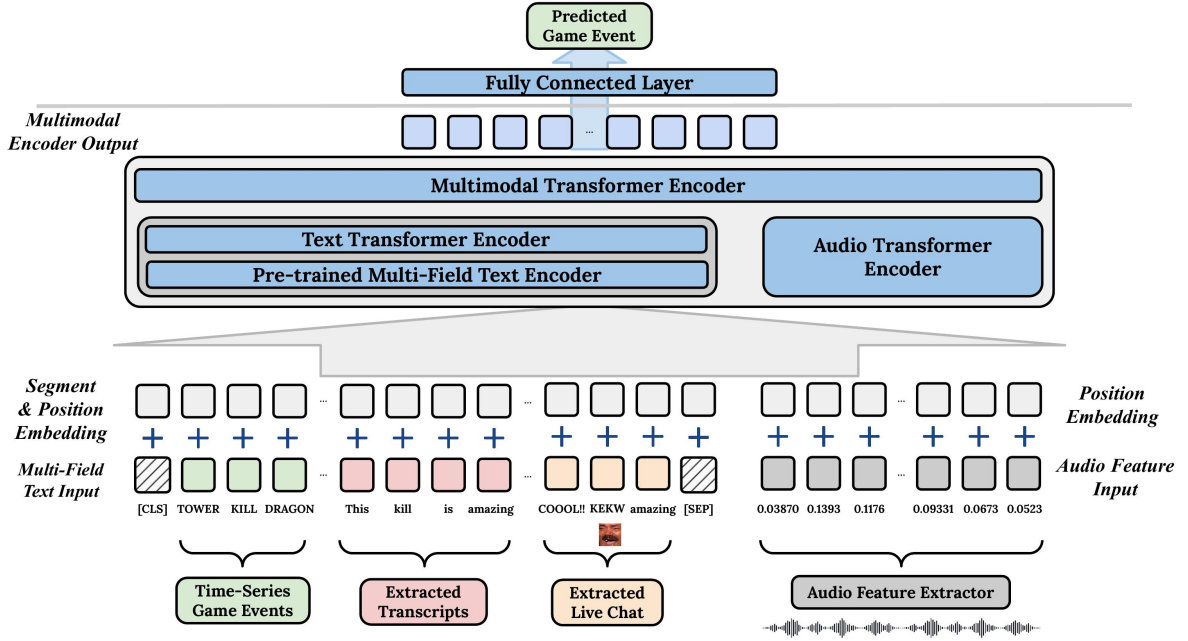 Predicted
Game Event
Fully Connected Layer
Multimodal
Encoder Output
...
Multimodal Transformer Encoder
Text Transformer Encoder
Pre-trained Multi-Field Text Encoder
Audio Transformer
Encoder
Segment
& Position
Embedding
... ... ...
Position
Embedding
+ + + + + + + + + + + + + + + + + +
Multi-Field
Text Input
... ... ...
Audio Feature
Input
[CLS] TOWER KILL DRAGON This kill is amazing COOOL!! KEKW amazing [SEP] 0.03870 0.1393 0.1176 0.09331 0.0673 0.0523
Time-Series
Game Events
Extracted
Transcripts
Extracted
Live Chat
Audio Feature Extractor